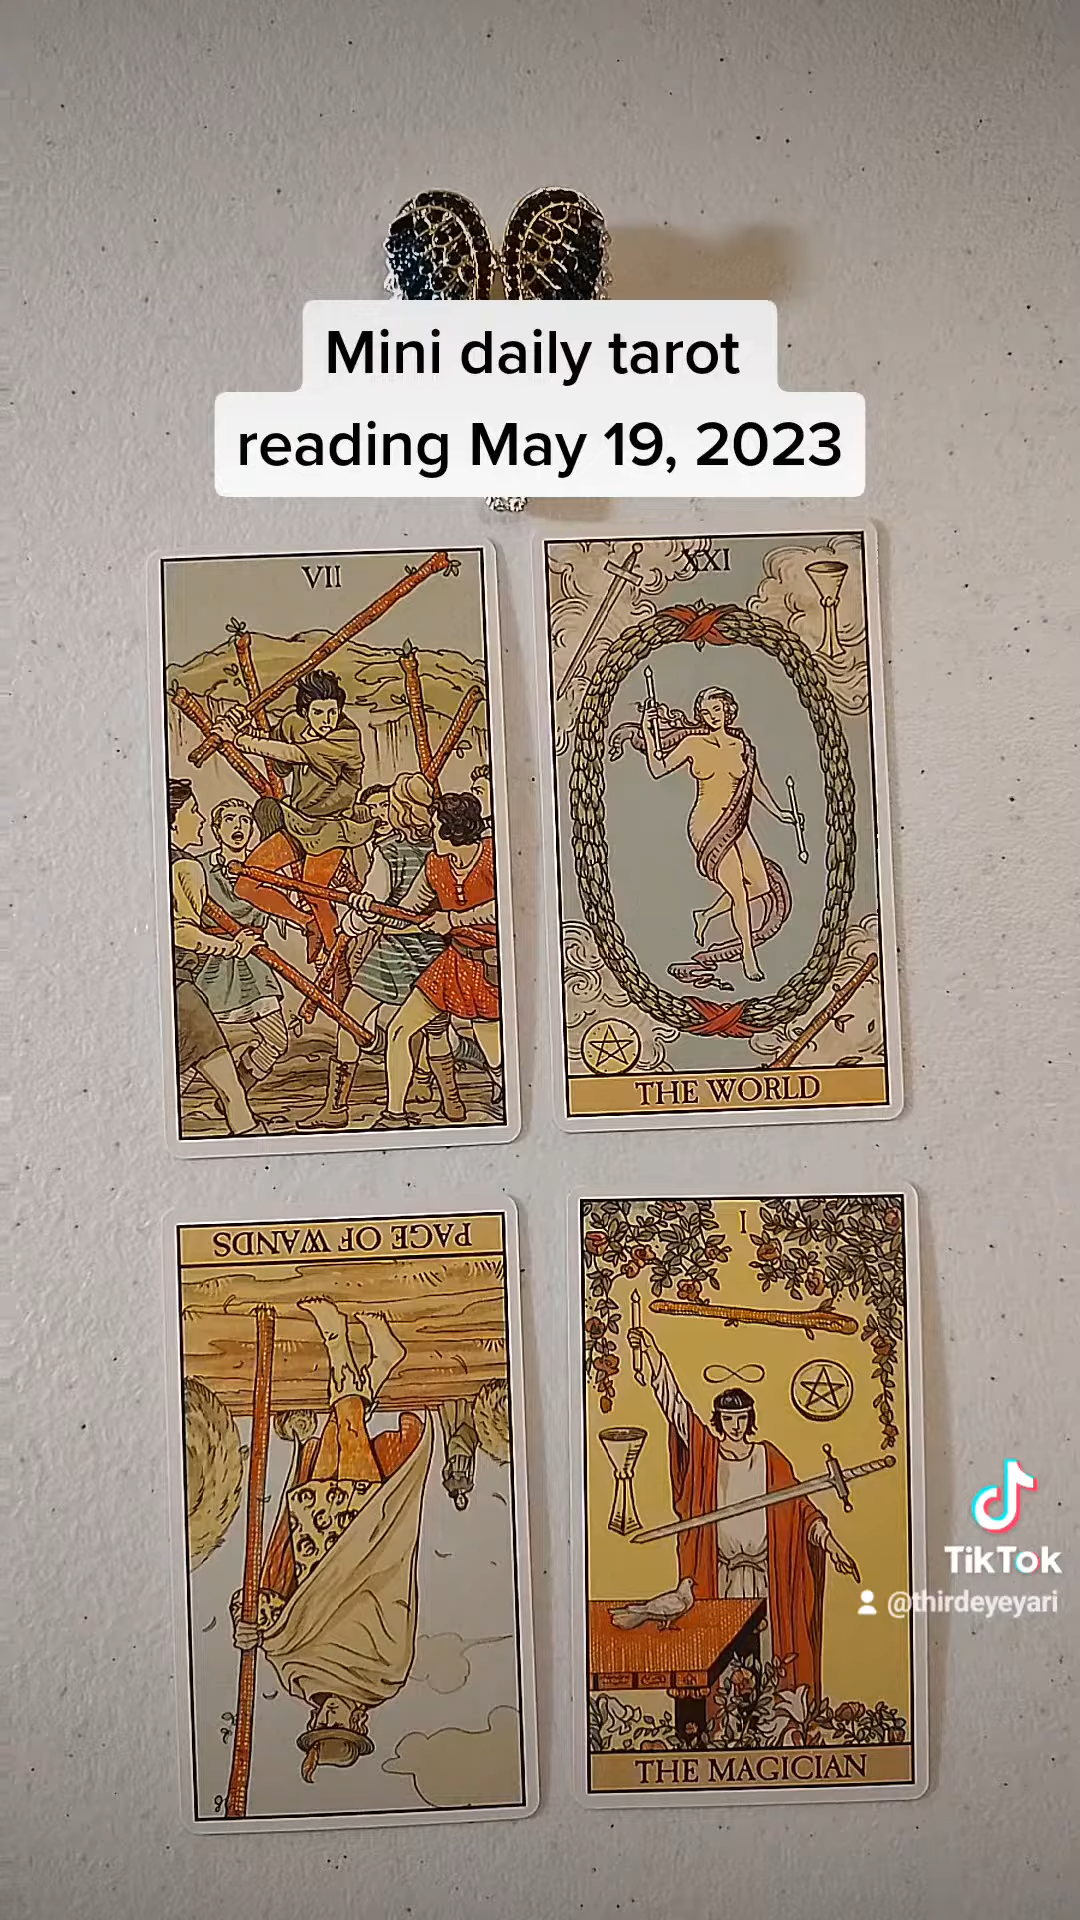 Mini daily tarot
reading May 19, 2023
VII
XXI
THE WORLD
PAGE OF WANDS
I
THE MAGICIAN
TikTok
@thirdeyeyari